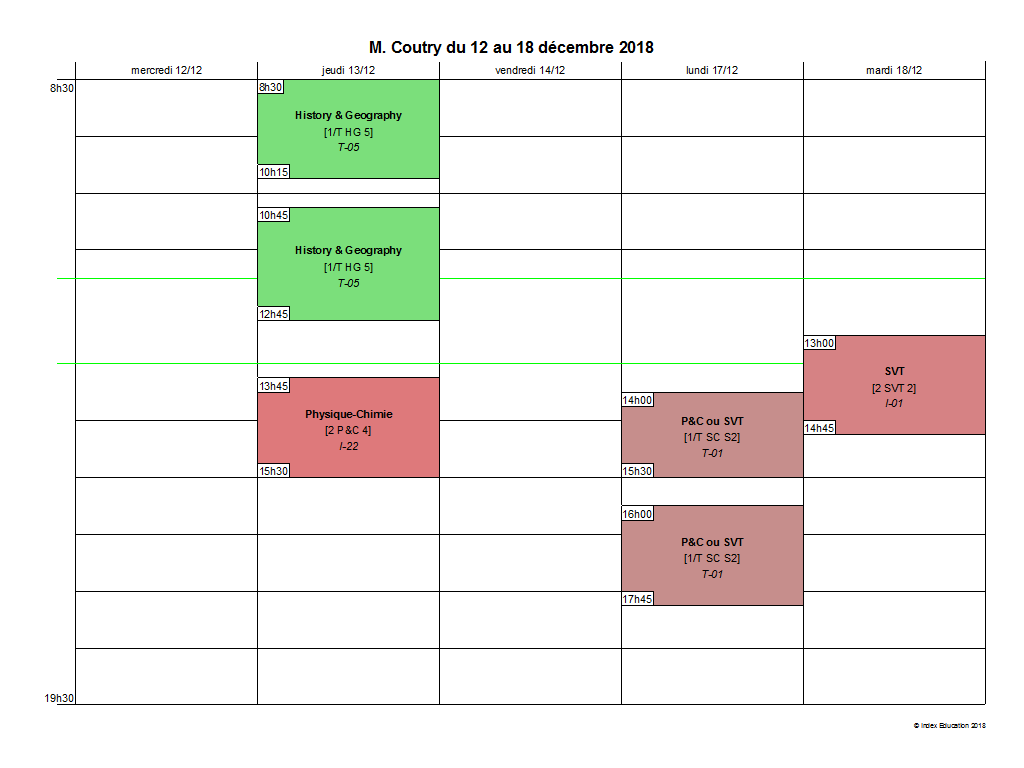 M. Coutry du 12 au 18 décembre 2018
mercredi 12/12
jeudi 13/12
vendredi 14/12
lundi 17/12
mardi 18/12
8h30
8h30
History & Geography
[1/T HG 5]
T-05
10h15
10h45
History & Geography
[1/T HG 5]
T-05
12h45
13h45
Physique-Chimie
[2 P&C 4]
I-22
15h30
14h00
P&C ou SVT
[1/T SC S2]
T-01
15h30
16h00
P&C ou SVT
[1/T SC S2]
T-01
17h45
13h00
SVT
[2 SVT 2]
I-01
14h45
19h30
© Index Education 2018